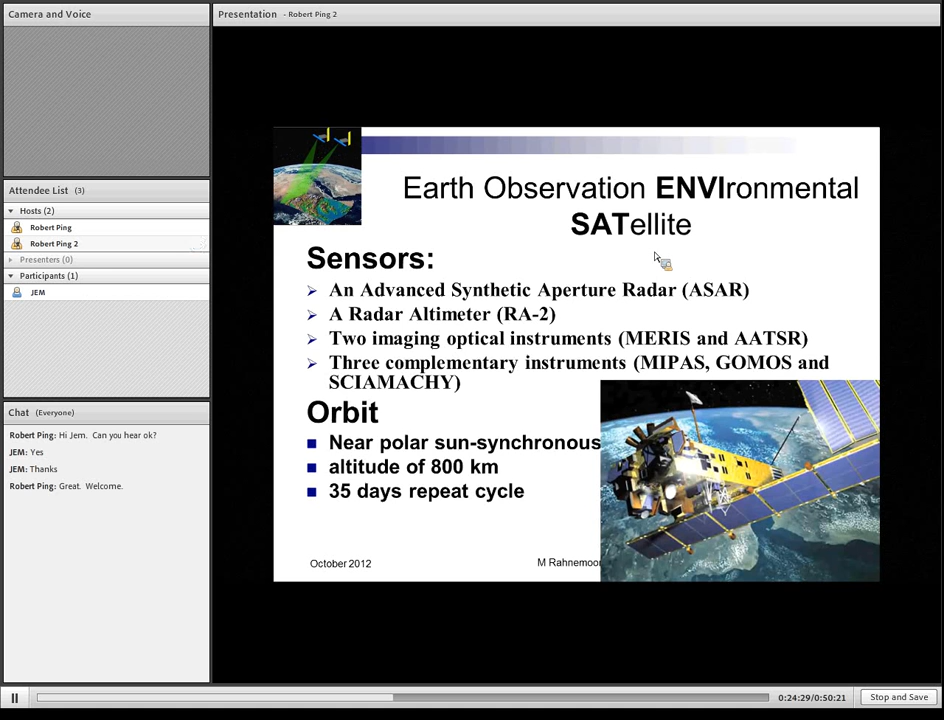 Camera and Voice
Presentation - Robert Ping 2
Attendee List (3)
Hosts (2)
Robert Ping
Robert Ping 2
Presenters (0)
Participants (1)
JEM
Chat (Everyone)
Robert Ping: Hi Jem. Can you hear ok?
JEM: Yes
JEM: Thanks
Robert Ping: Great. Welcome.
Earth Observation ENVIronmental
SATellite
Sensors:
An Advanced Synthetic Aperture Radar (ASAR)
A Radar Altimeter (RA-2)
Two imaging optical instruments (MERIS and AATSR)
Three complementary instruments (MIPAS, GOMOS and
SCIAMACHY)
Orbit
Near polar sun-synchronous
altitude of 800 km
35 days repeat cycle
October 2012
M Rahnemoon
0:24:29/0:50:21
Stop and Save